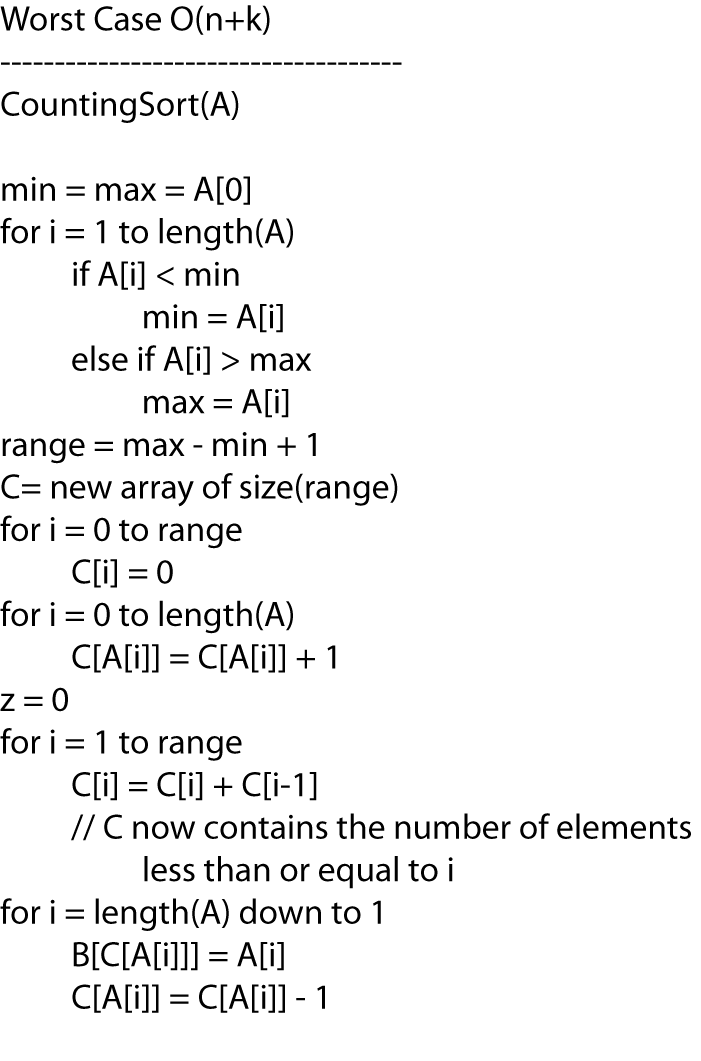 Worst Case O(n+k)
-------------------------------------
CountingSort(A)
min = max = A[0]
for i = 1 to length(A)
if A[i] < min
min = A[i]
else if A[i] > max
max = A[i]
range = max - min + 1
C= new array of size(range)
for i = 0 to range
C[i] = 0
for i = 0 to length(A)
C[A[i]] = C[A[i]] + 1
z = 0
for i = 1 to range
C[i] = C[i] + C[i-1]
// C now contains the number of elements
less than or equal to i
for i = length(A) down to 1
B[C[A[i]]] = A[i]
C[A[i]] = C[A[i]] - 1